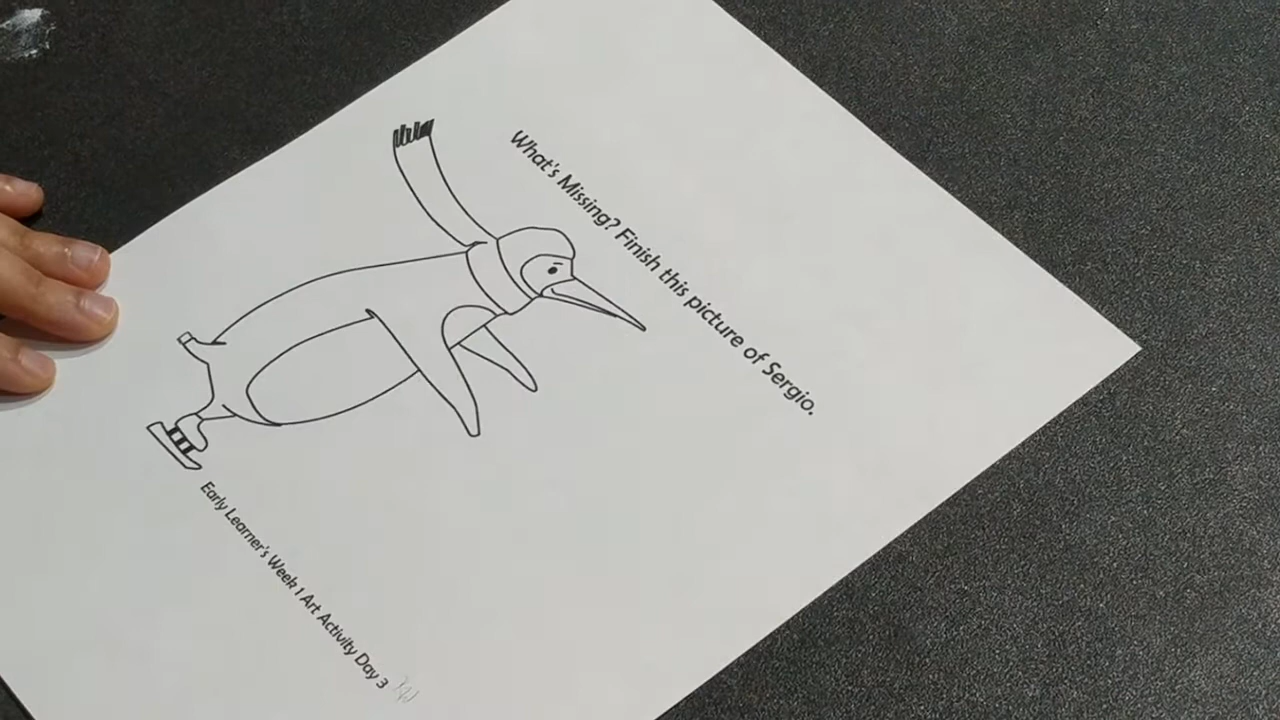 What's Missing? Finish this picture of Sergio.
Early Learner's Week 1 Art Activity Day 3